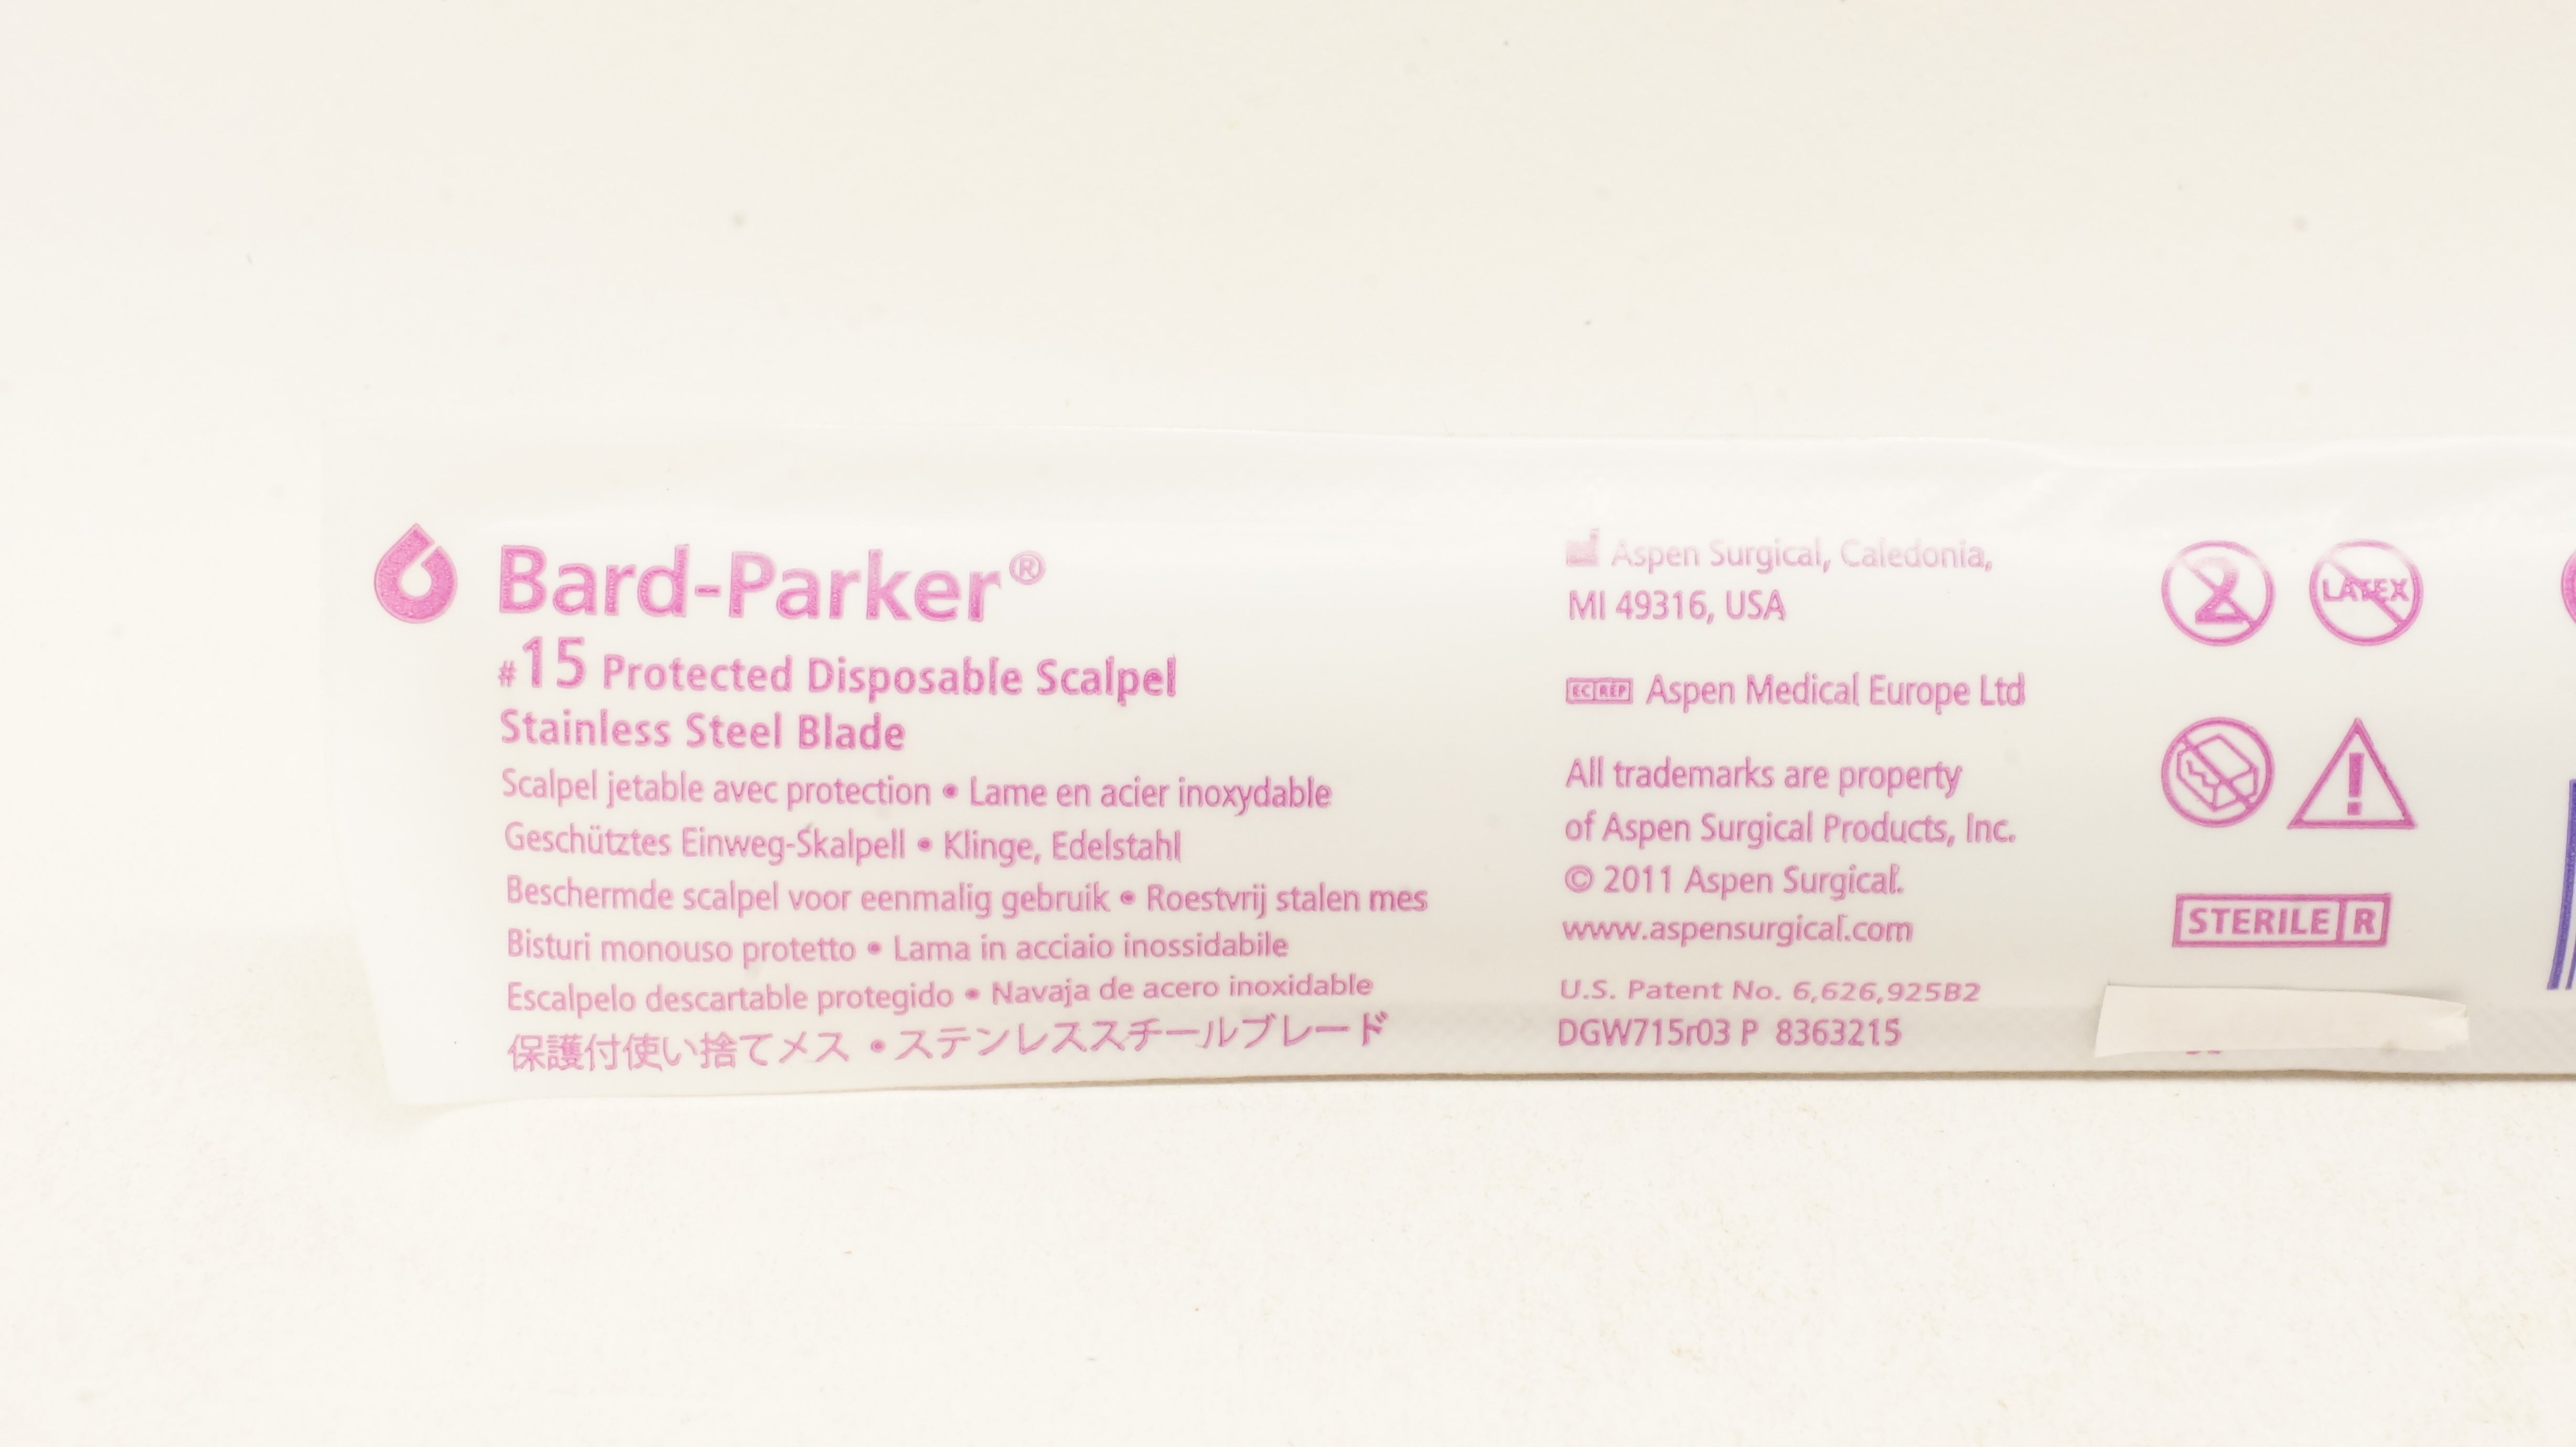 Bard-Parker®
#15 Protected Disposable Scalpel
Stainless Steel Blade
Scalpel jetable avec protection • Lame en acier inoxydable
Geschütztes Einweg-Skalpell • Klinge, Edelstahl
Beschermde scalpel voor eenmalig gebruik • Roestvrij stalen mes
Bisturi monouso protetto • Lama in acciaio inossidabile
Escalpelo descartable protegido • Navaja de acero inoxidable
保護付使い捨てメス • ステンレススチールブレード
Aspen Surgical, Caledonia,
MI 49316, USA
EC REP Aspen Medical Europe Ltd
All trademarks are property
of Aspen Surgical Products, Inc.
© 2011 Aspen Surgical.
www.aspensurgical.com
U.S. Patent No. 6,626,925B2
DGW715r03 P 8363215
2 LATEX
STERILE R